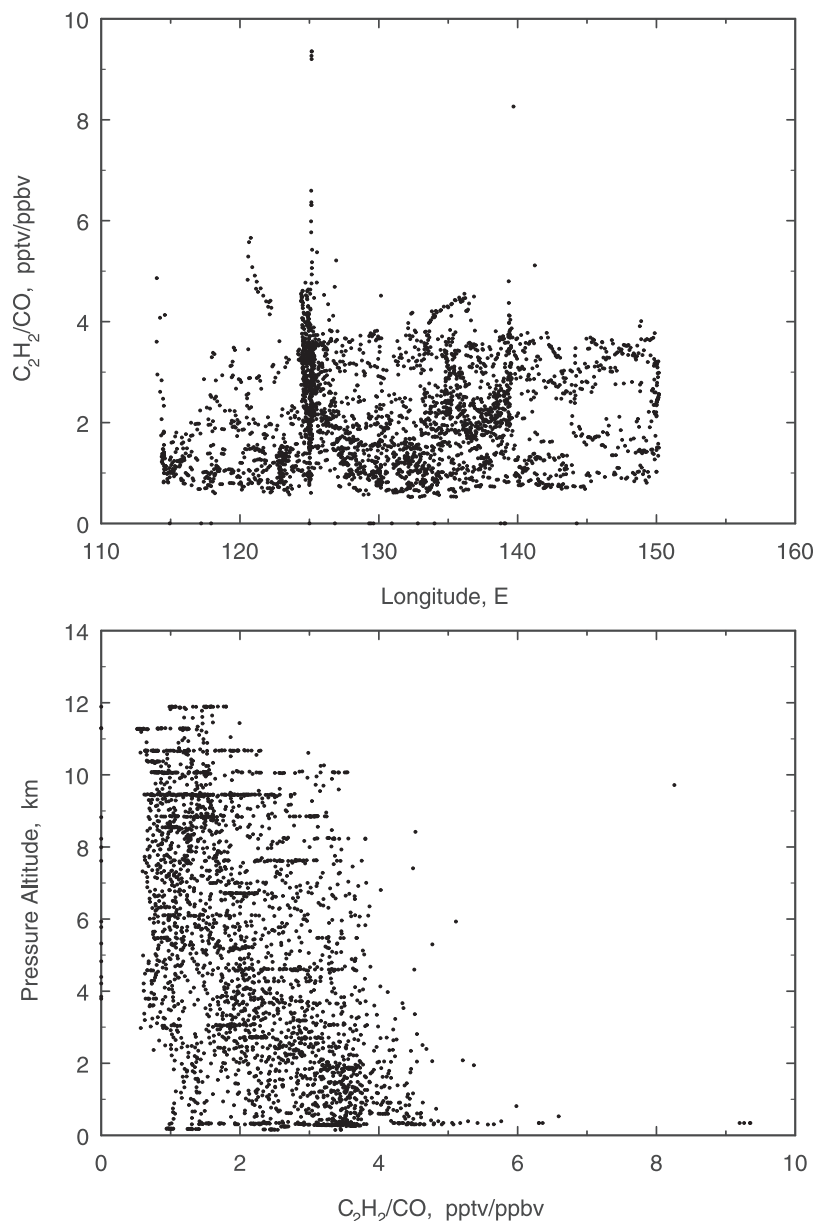 10
8
6
4
2
0
C₂H₂/CO, pptv/ppbv
110 120 130 140 150 160
Longitude, E
14
12
10
8
6
4
2
0
Pressure Altitude, km
0 2 4 6 8 10
C₂H₂/CO, pptv/ppbv